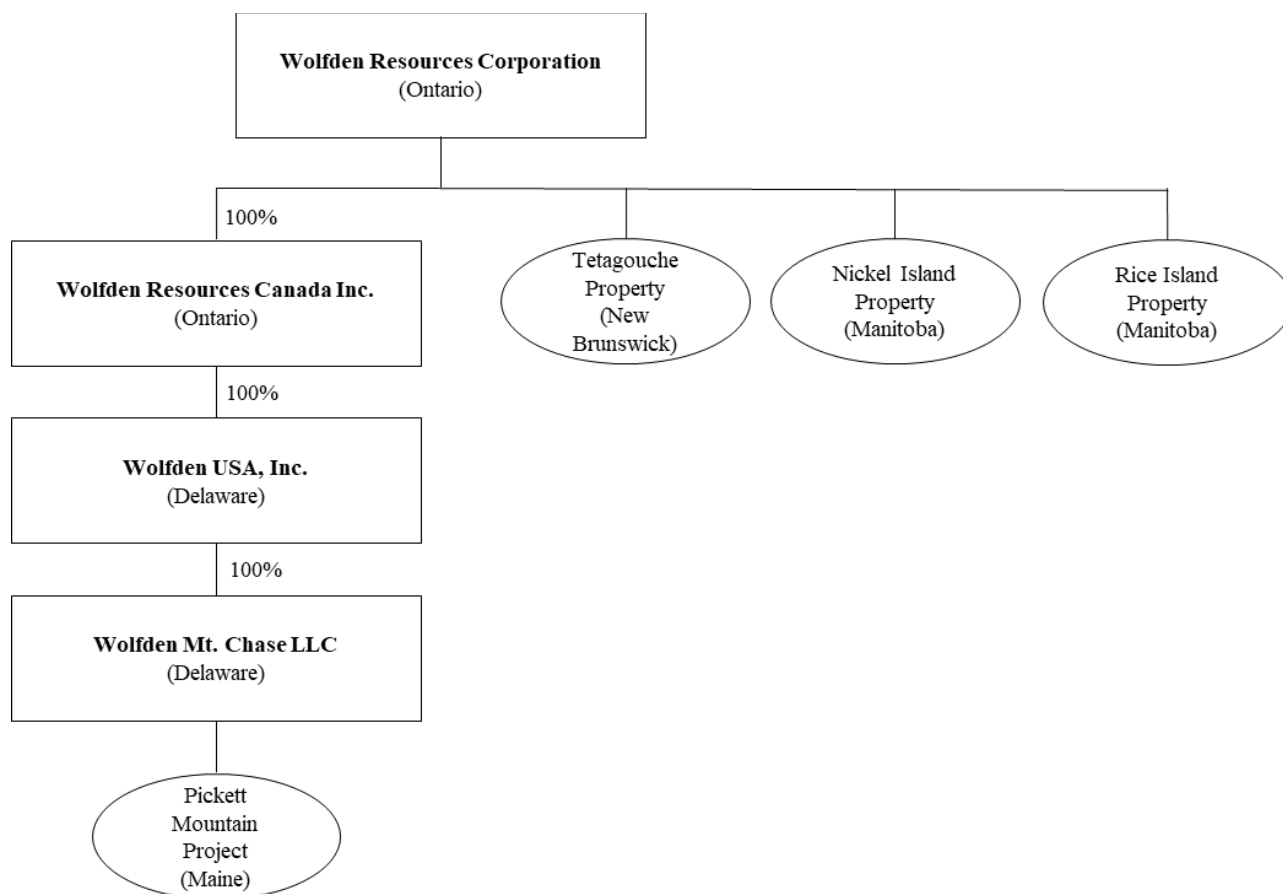 Wolfden Resources Corporation
(Ontario)
100%
Wolfden Resources Canada Inc.
(Ontario)
Tetagouche
Property
(New
Brunswick)
Nickel Island
Property
(Manitoba)
Rice Island
Property
(Manitoba)
100%
Wolfden USA, Inc.
(Delaware)
100%
Wolfden Mt. Chase LLC
(Delaware)
Pickett
Mountain
Project
(Maine)